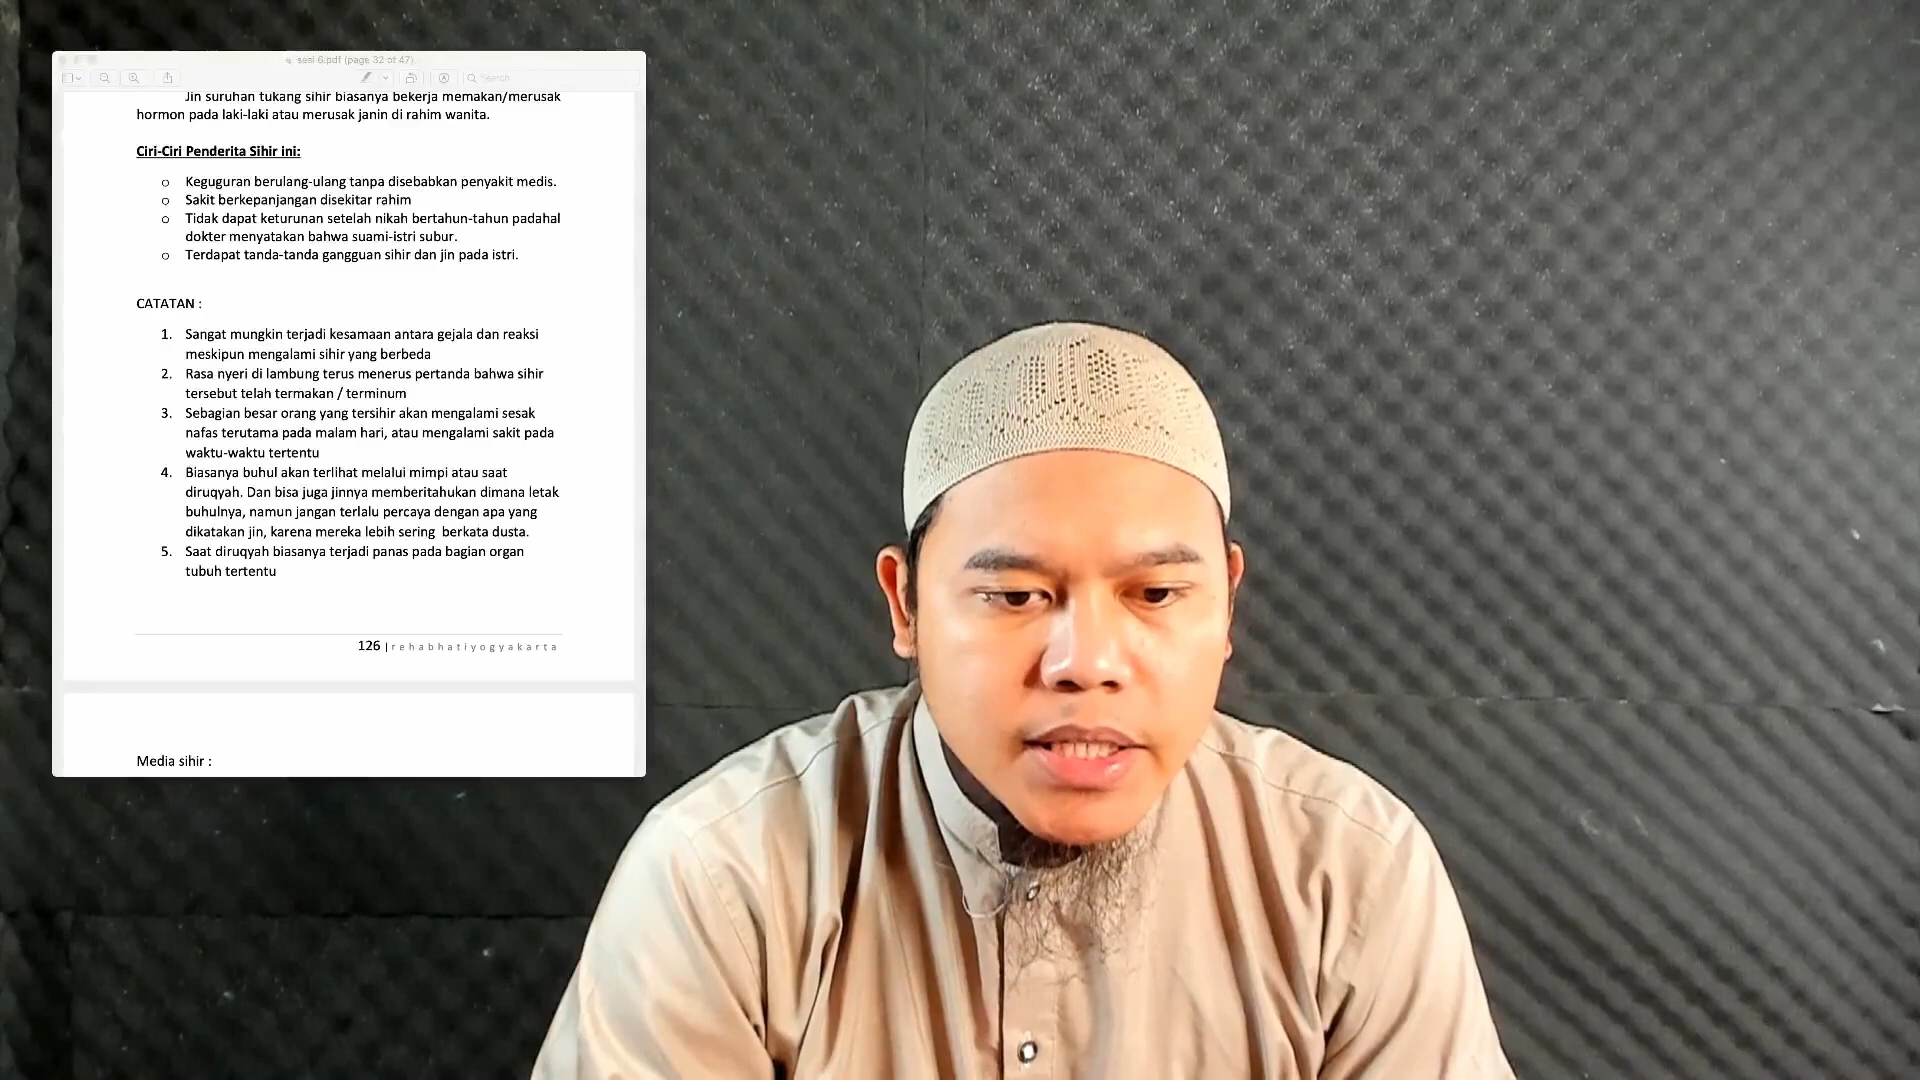 sesi 6.pdf (page 32 of 47)
Search
Jin suruhan tukang sihir biasanya bekerja memakan/merusak
hormon pada laki-laki atau merusak janin di rahim wanita.
Ciri-Ciri Penderita Sihir ini:
o Keguguran berulang-ulang tanpa disebabkan penyakit medis.
o Sakit berkepanjangan disekitar rahim
o Tidak dapat keturunan setelah nikah bertahun-tahun padahal
dokter menyatakan bahwa suami-istri subur.
o Terdapat tanda-tanda gangguan sihir dan jin pada istri.
CATATAN :
1. Sangat mungkin terjadi kesamaan antara gejala dan reaksi
meskipun mengalami sihir yang berbeda
2. Rasa nyeri di lambung terus menerus pertanda bahwa sihir
tersebut telah termakan / terminum
3. Sebagian besar orang yang tersihir akan mengalami sesak
nafas terutama pada malam hari, atau mengalami sakit pada
waktu-waktu tertentu
4. Biasanya buhul akan terlihat melalui mimpi atau saat
diruqyah. Dan bisa juga jinnya memberitahukan dimana letak
buhulnya, namun jangan terlalu percaya dengan apa yang
dikatakan jin, karena mereka lebih sering berkata dusta.
5. Saat diruqyah biasanya terjadi panas pada bagian organ
tubuh tertentu
126 | rehabhatiyogyakarta
Media sihir :